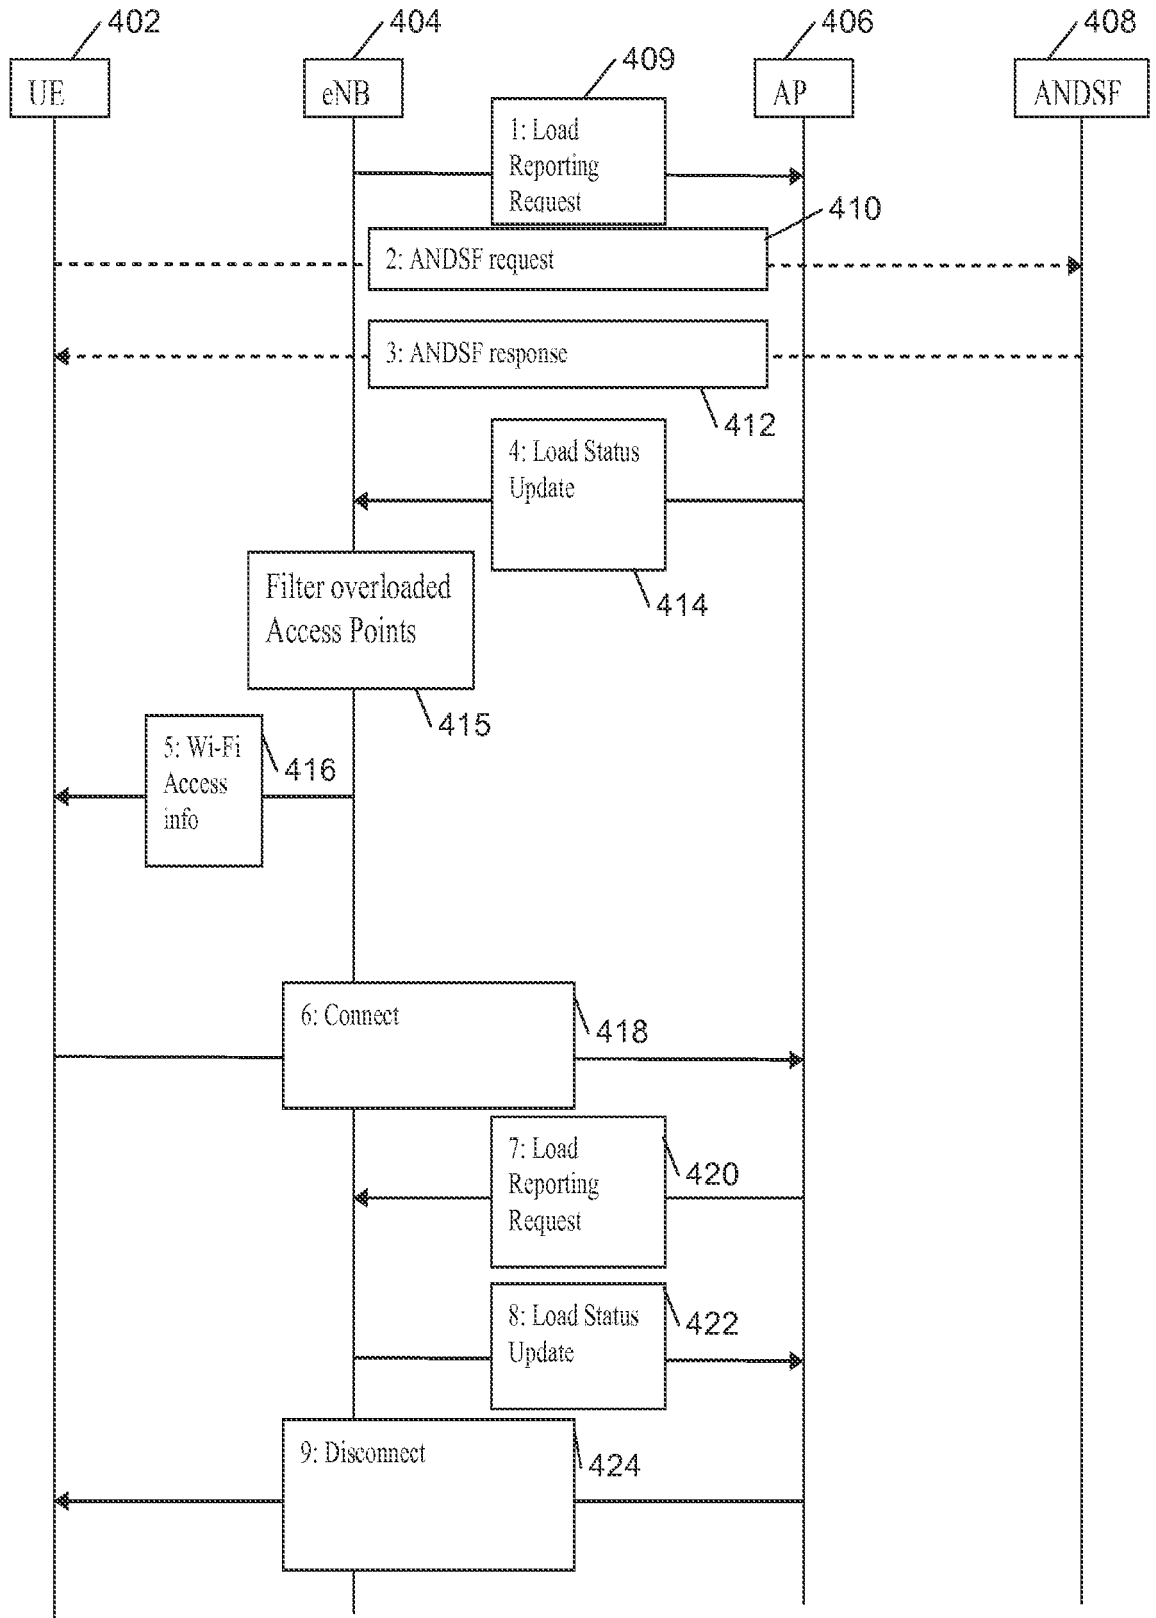 402
404
406
408
UE
eNB
409
AP
ANDSF
1: Load
Reporting
Request
410
2: ANDSF request
3: ANDSF response
412
4: Load Status
Update
414
Filter overloaded
Access Points
415
5: Wi-Fi
Access
info
416
6: Connect
418
7: Load
Reporting
Request
420
8: Load Status
Update
422
9: Disconnect
424